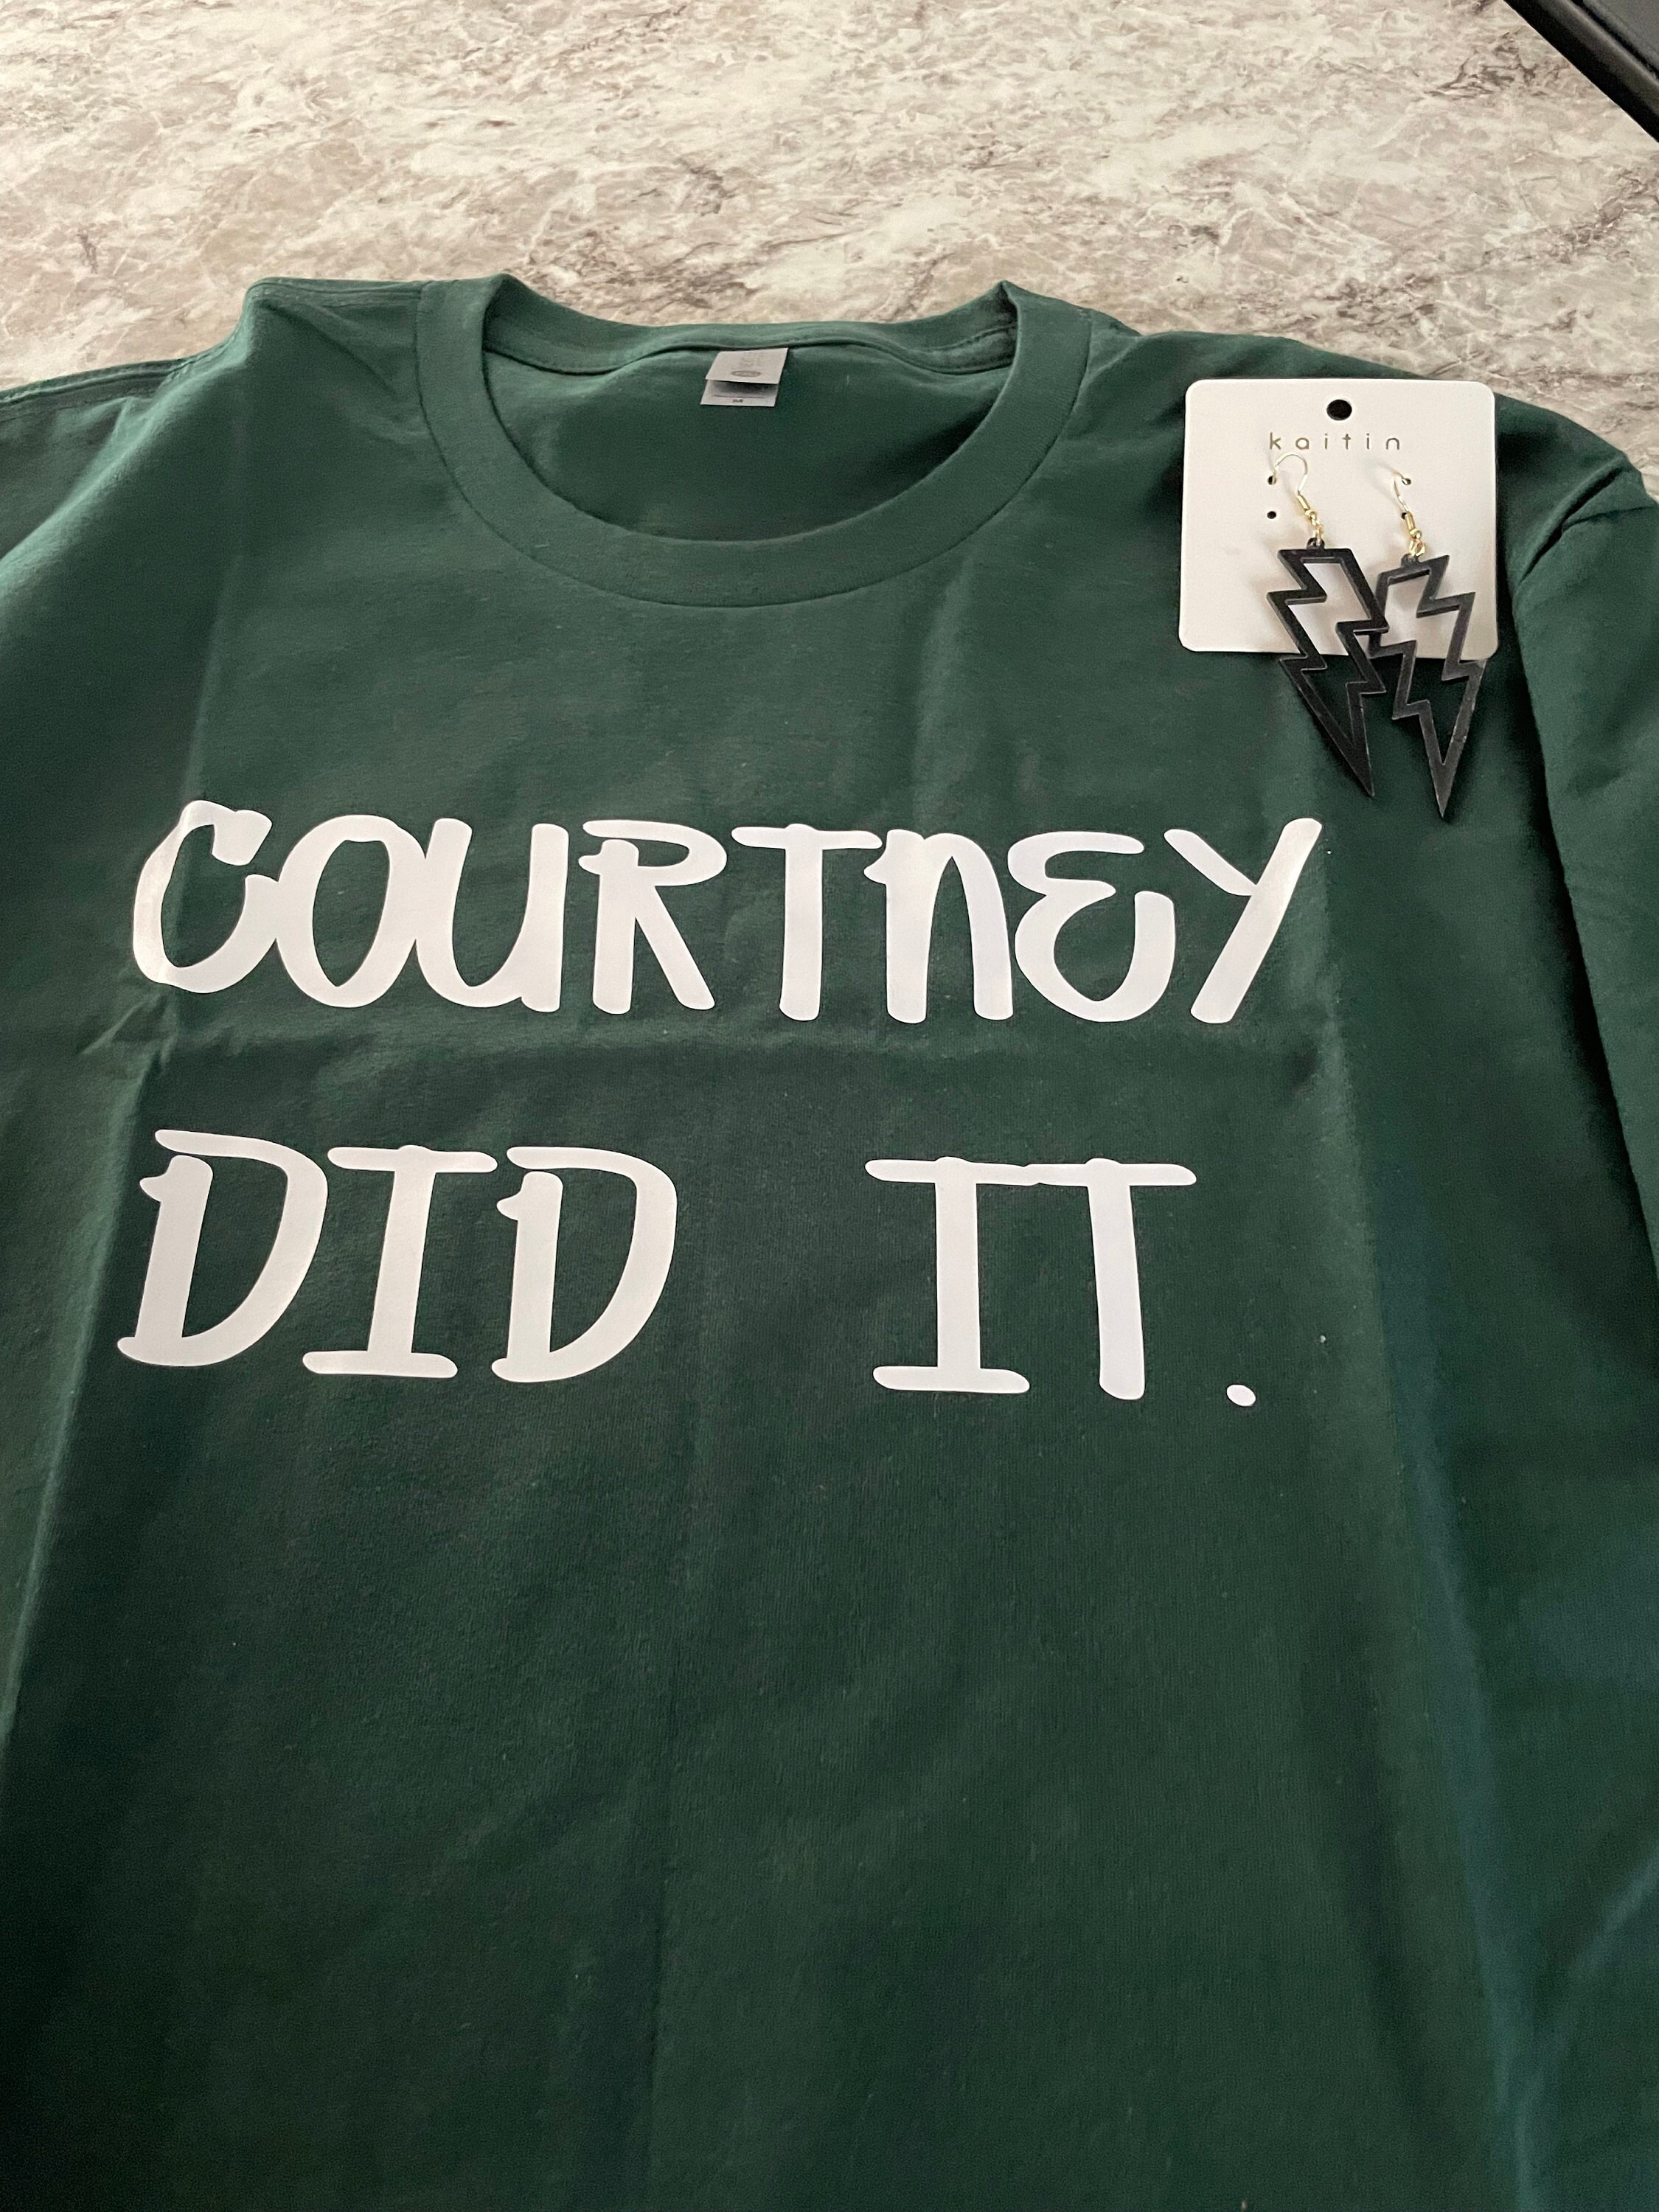 kaitin
COURTNEY
DID IT.